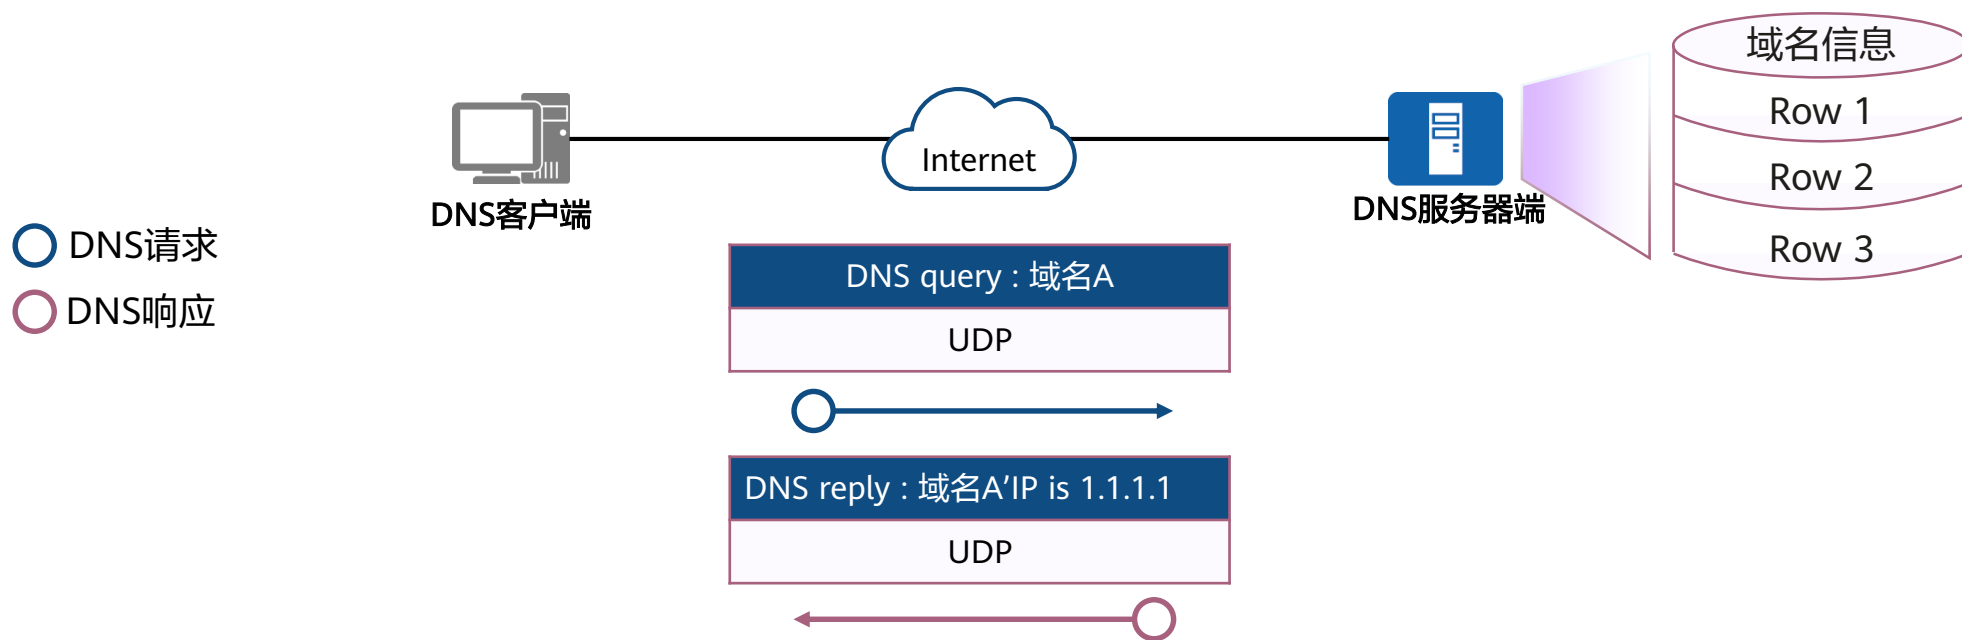 域名信息
Row 1
Row 2
Row 3
Internet
DNS客户端
DNS服务器端
DNS请求
DNS响应
DNS query : 域名A
UDP
DNS reply : 域名A’IP is 1.1.1.1
UDP